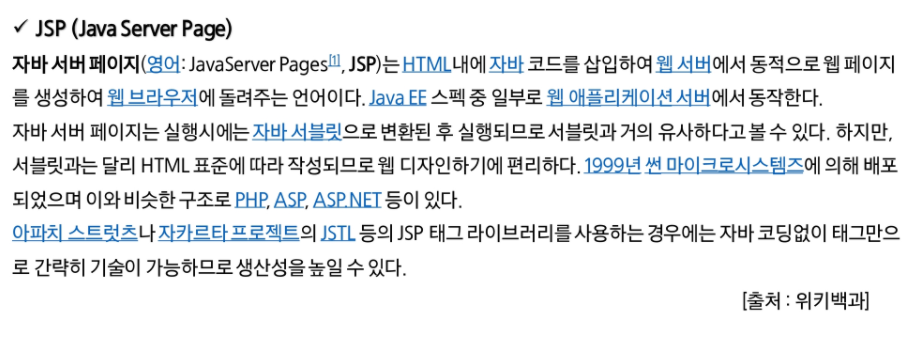 ✓ JSP (Java Server Page)
자바 서버 페이지(영어: JavaServer Pages[1], JSP)는 HTML내에 자바 코드를 삽입하여 웹 서버에서 동적으로 웹 페이지
를 생성하여 웹 브라우저에 돌려주는 언어이다. Java EE 스펙 중 일부로 웹 애플리케이션 서버에서 동작한다.
자바 서버 페이지는 실행시에는 자바 서블릿으로 변환된 후 실행되므로 서블릿과 거의 유사하다고 볼 수 있다. 하지만,
서블릿과는 달리 HTML 표준에 따라 작성되므로 웹 디자인하기에 편리하다. 1999년 썬 마이크로시스템즈에 의해 배포
되었으며 이와 비슷한 구조로 PHP, ASP, ASP.NET 등이 있다.
아파치 스트럿츠나 자카르타 프로젝트의 JSTL 등의 JSP 태그 라이브러리를 사용하는 경우에는 자바 코딩없이 태그만으
로 간략히 기술이 가능하므로 생산성을 높일 수 있다.
[출처 : 위키백과]